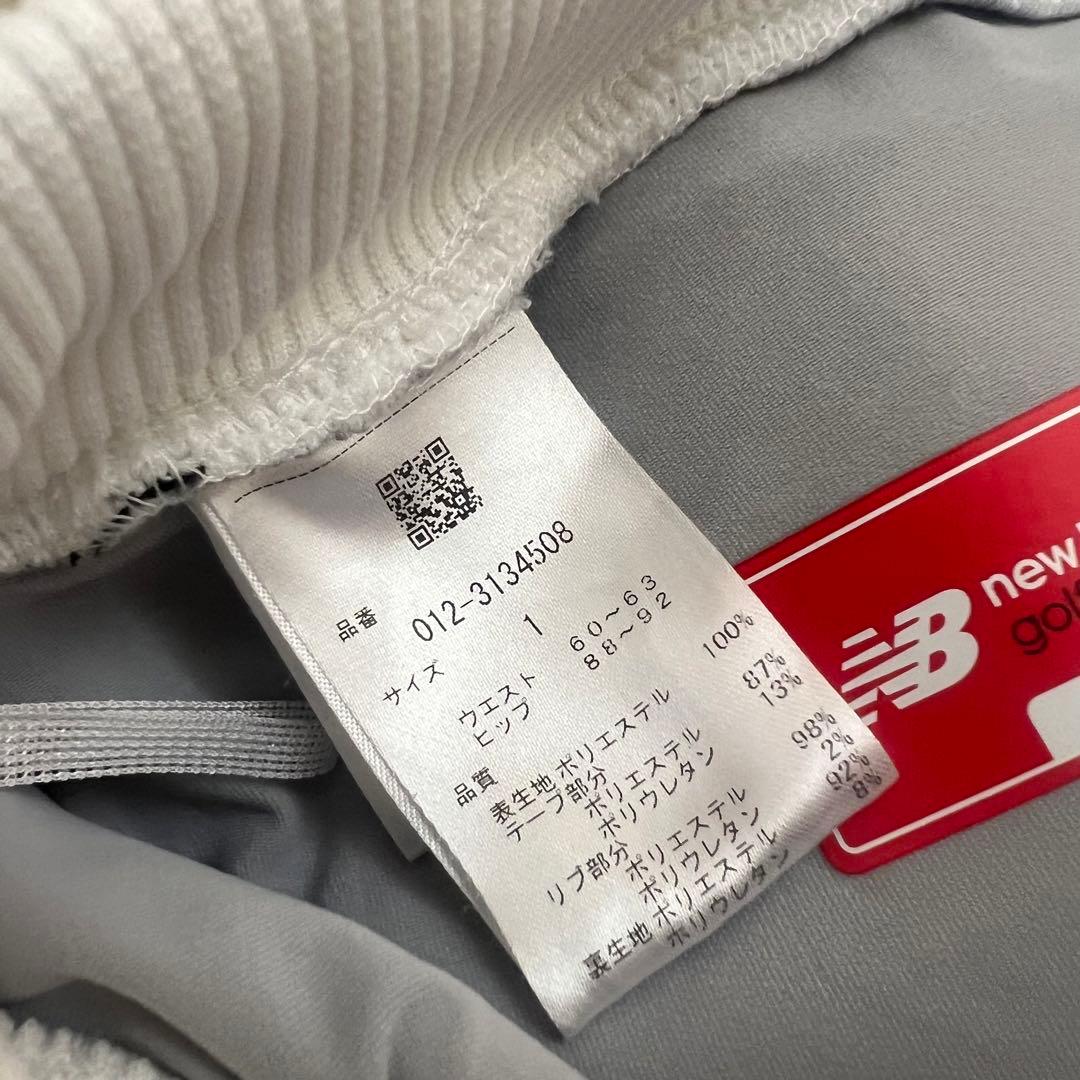 品番 012-3134508
サイズ 1
ウエスト 60～63
ヒップ 88～92
品質
表生地 ポリエステル 100%
テープ部分
ポリエステル 87%
ポリウレタン 13%
リブ部分
ポリエステル 98%
ポリウレタン 2%
裏生地 ポリエステル 92%
ポリウレタン 8%
NB
new
gol